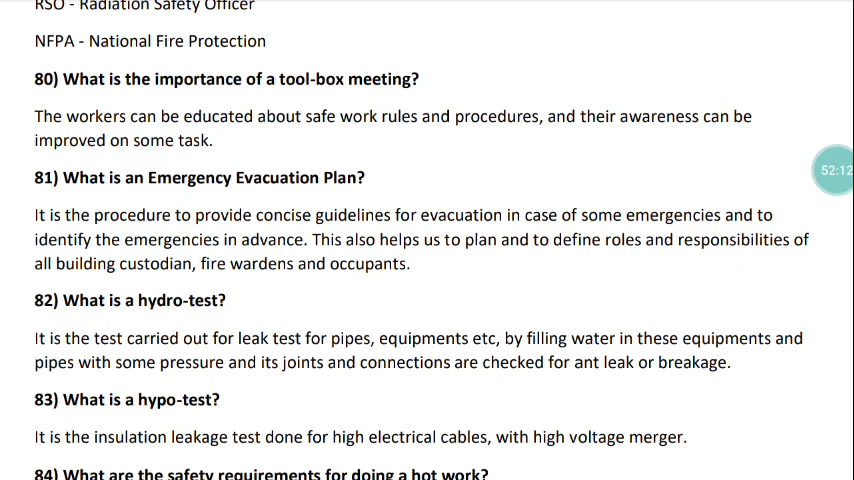 RSO - Radiation Safety Officer
NFPA - National Fire Protection
80) What is the importance of a tool-box meeting?
The workers can be educated about safe work rules and procedures, and their awareness can be
improved on some task.
81) What is an Emergency Evacuation Plan?
It is the procedure to provide concise guidelines for evacuation in case of some emergencies and to
identify the emergencies in advance. This also helps us to plan and to define roles and responsibilities of
all building custodian, fire wardens and occupants.
52:12
82) What is a hydro-test?
It is the test carried out for leak test for pipes, equipments etc, by filling water in these equipments and
pipes with some pressure and its joints and connections are checked for ant leak or breakage.
83) What is a hypo-test?
It is the insulation leakage test done for high electrical cables, with high voltage merger.
84) What are the safety requirements for doing a hot work?